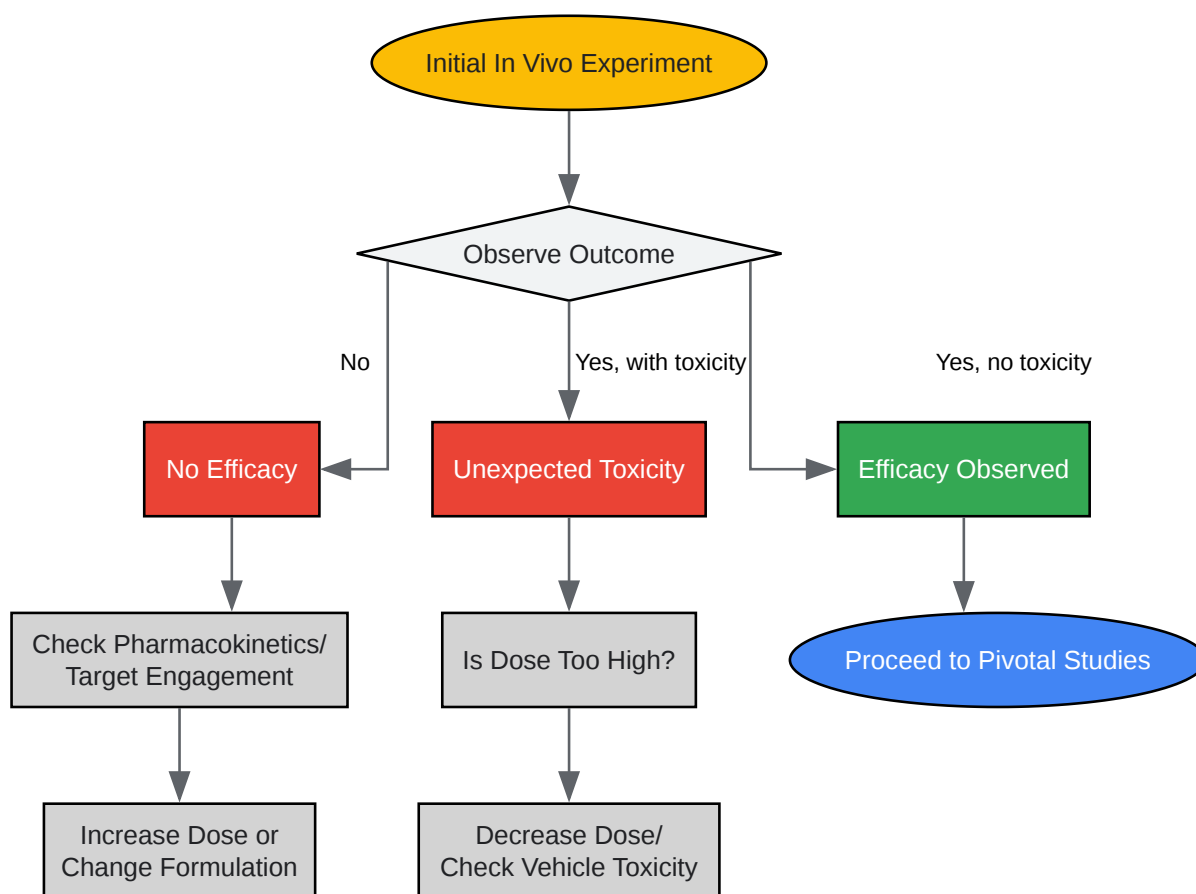 Initial In Vivo Experiment
Observe Outcome
No
Yes, with toxicity
Yes, no toxicity
No Efficacy
Unexpected Toxicity
Efficacy Observed
Check Pharmacokinetics/
Target Engagement
Is Dose Too High?
Proceed to Pivotal Studies
Increase Dose or
Change Formulation
Decrease Dose/
Check Vehicle Toxicity